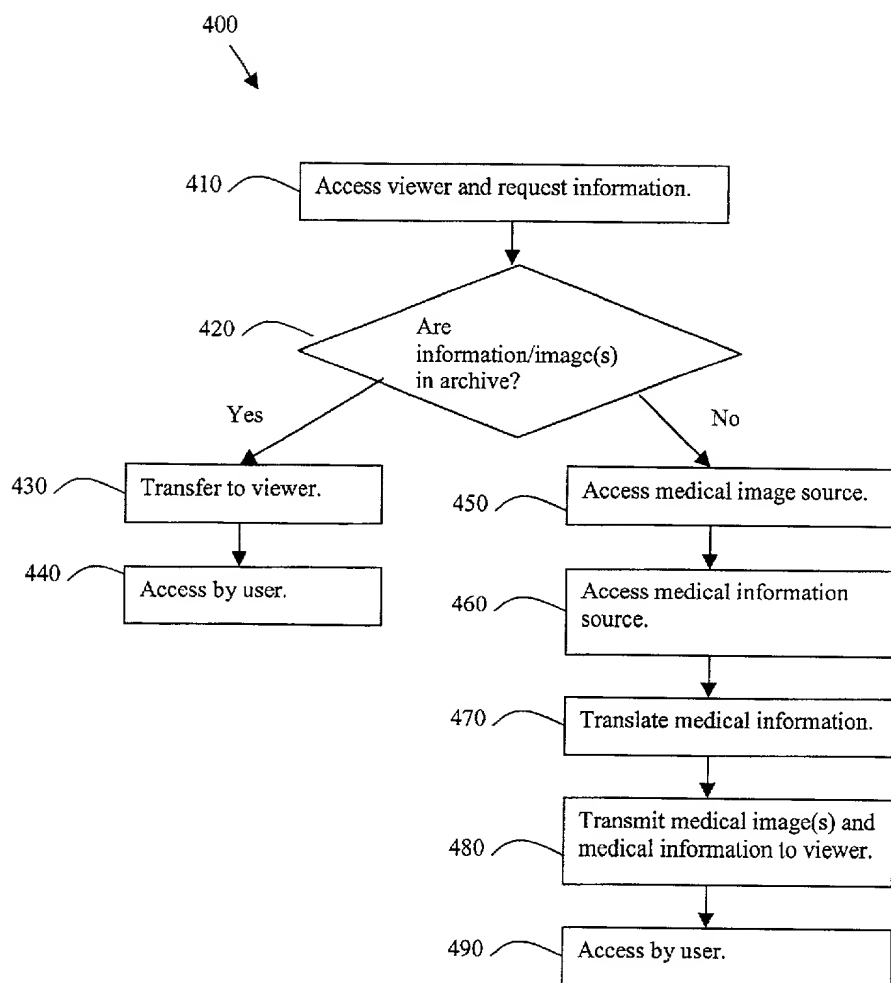 400
410
Access viewer and request information.
420
Are
information/image(s)
in archive?
Yes
No
430
Transfer to viewer.
450
Access medical image source.
440
Access by user.
460
Access medical information
source.
470
Translate medical information.
480
Transmit medical image(s) and
medical information to viewer.
490
Access by user.